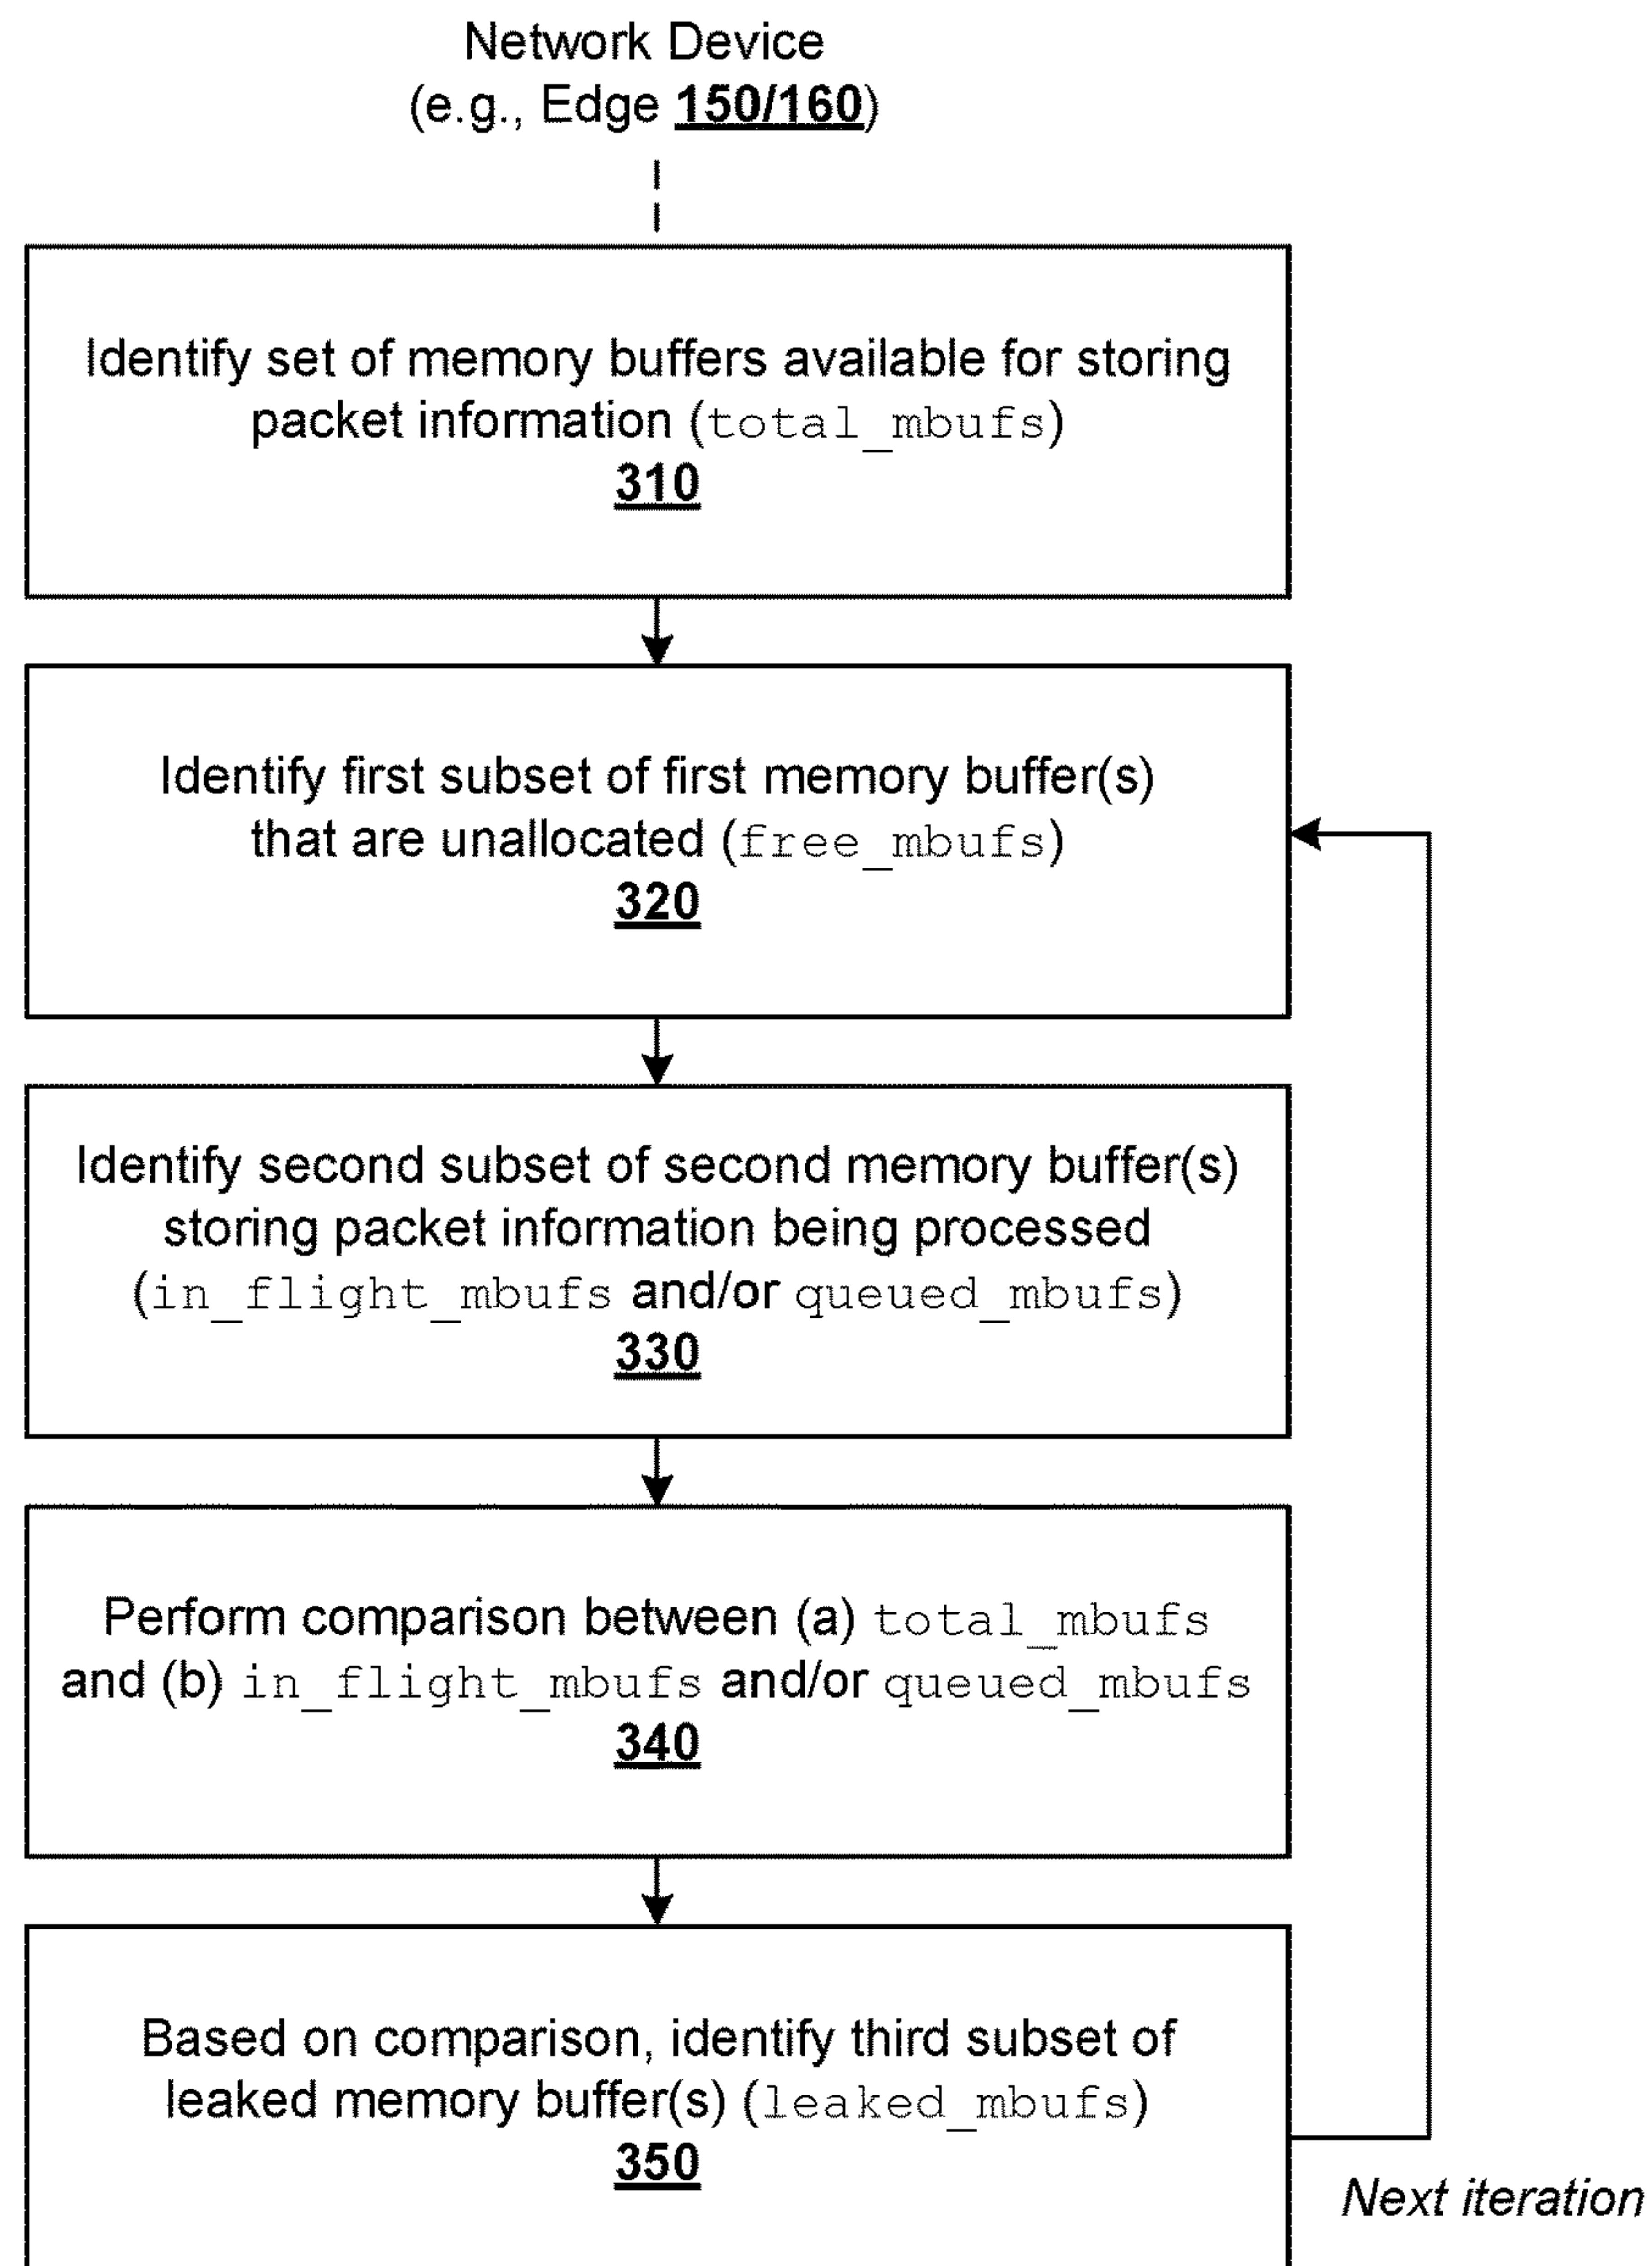 Network Device
(e.g., Edge 150/160)
Identify set of memory buffers available for storing
packet information (total_mbufs)
310
Identify first subset of first memory buffer(s)
that are unallocated (free_mbufs)
320
Identify second subset of second memory buffer(s)
storing packet information being processed
(in_flight_mbufs and/or queued_mbufs)
330
Perform comparison between (a) total_mbufs
and (b) in_flight_mbufs and/or queued_mbufs
340
Based on comparison, identify third subset of
leaked memory buffer(s) (leaked_mbufs)
350
Next iteration